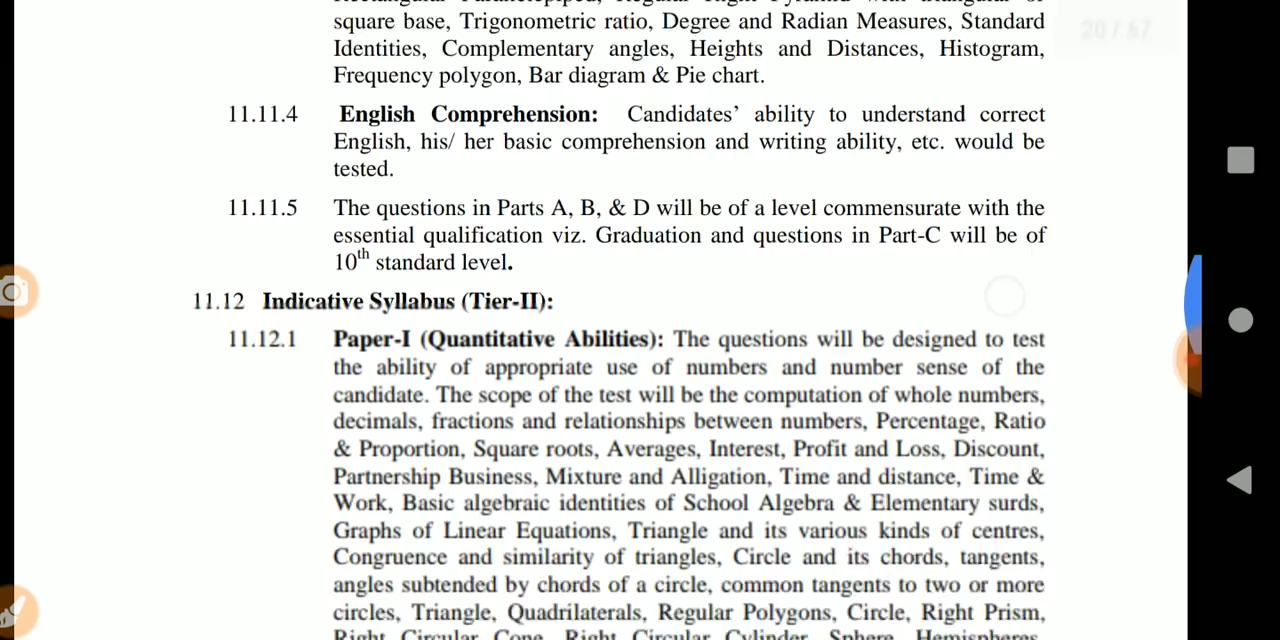 square base, Trigonometric ratio, Degree and Radian Measures, Standard
Identities, Complementary angles, Heights and Distances, Histogram,
Frequency polygon, Bar diagram & Pie chart.
20 / 67
11.11.4 English Comprehension: Candidates’ ability to understand correct
English, his/ her basic comprehension and writing ability, etc. would be
tested.
11.11.5 The questions in Parts A, B, & D will be of a level commensurate with the
essential qualification viz. Graduation and questions in Part-C will be of
10th standard level.
11.12 Indicative Syllabus (Tier-II):
11.12.1 Paper-I (Quantitative Abilities): The questions will be designed to test
the ability of appropriate use of numbers and number sense of the
candidate. The scope of the test will be the computation of whole numbers,
decimals, fractions and relationships between numbers, Percentage, Ratio
& Proportion, Square roots, Averages, Interest, Profit and Loss, Discount,
Partnership Business, Mixture and Alligation, Time and distance, Time &
Work, Basic algebraic identities of School Algebra & Elementary surds,
Graphs of Linear Equations, Triangle and its various kinds of centres,
Congruence and similarity of triangles, Circle and its chords, tangents,
angles subtended by chords of a circle, common tangents to two or more
circles, Triangle, Quadrilaterals, Regular Polygons, Circle, Right Prism,
Right Circular Cone, Right Circular Cylinder, Sphere, Hemispheres,